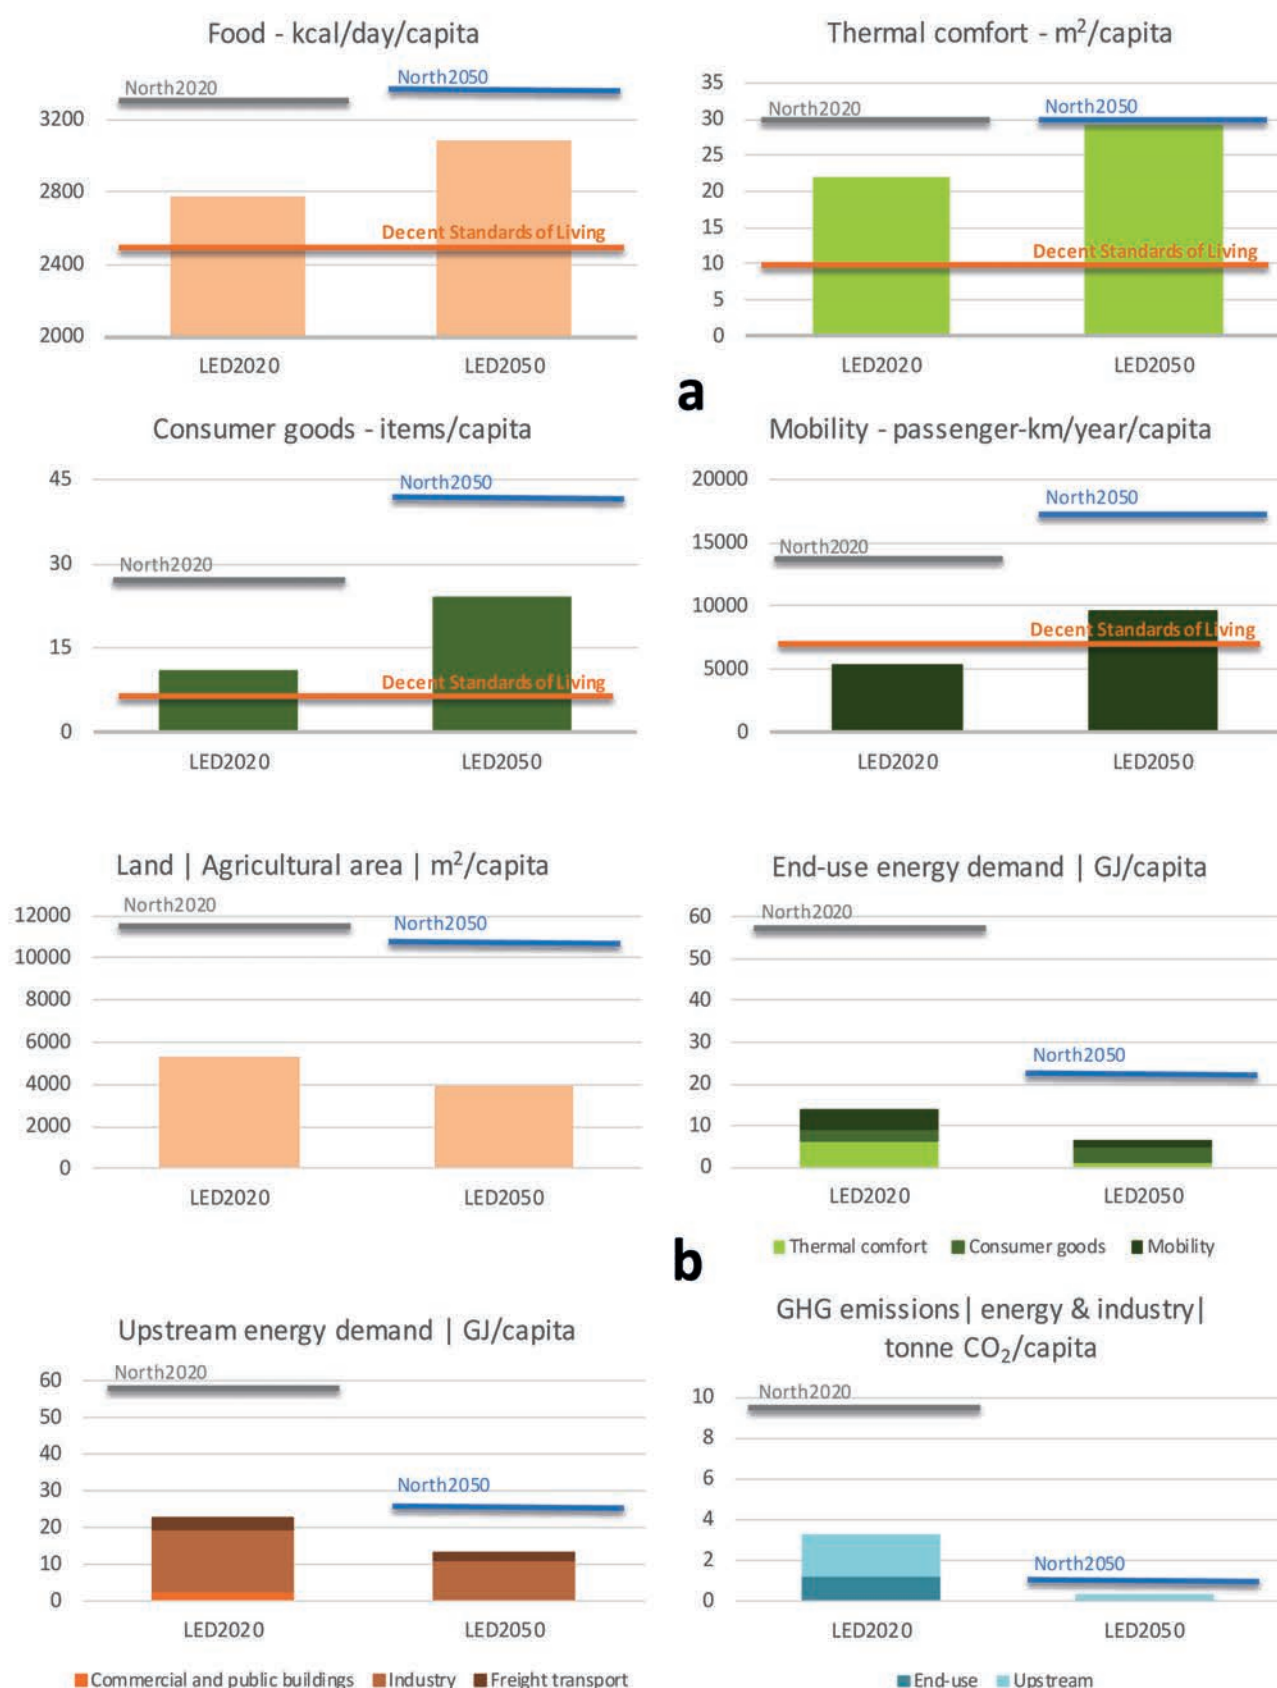 Food - kcal/day/capita
North2020
North2050
3200
2800
2400
2000
Decent Standards of Living
LED2020
LED2050
Thermal comfort - m²/capita
35
30
25
20
15
10
5
0
North2020
North2050
Decent Standards of Living
LED2020
LED2050
a
Consumer goods - items/capita
45
30
15
0
North2050
North2020
Decent Standards of Living
LED2020
LED2050
Mobility - passenger-km/year/capita
20000
15000
10000
5000
0
North2050
North2020
Decent Standards of Living
LED2020
LED2050
Land | Agricultural area | m²/capita
12000
10000
8000
6000
4000
2000
0
North2020
North2050
LED2020
LED2050
End-use energy demand | GJ/capita
60
50
40
30
20
10
0
North2020
North2050
LED2020
LED2050
Thermal comfort Consumer goods Mobility
b
Upstream energy demand | GJ/capita
60
50
40
30
20
10
0
North2020
North2050
LED2020
LED2050
Commercial and public buildings Industry Freight transport
GHG emissions| energy & industry|
tonne CO₂/capita
10
8
6
4
2
0
North2020
North2050
LED2020
LED2050
End-use Upstream